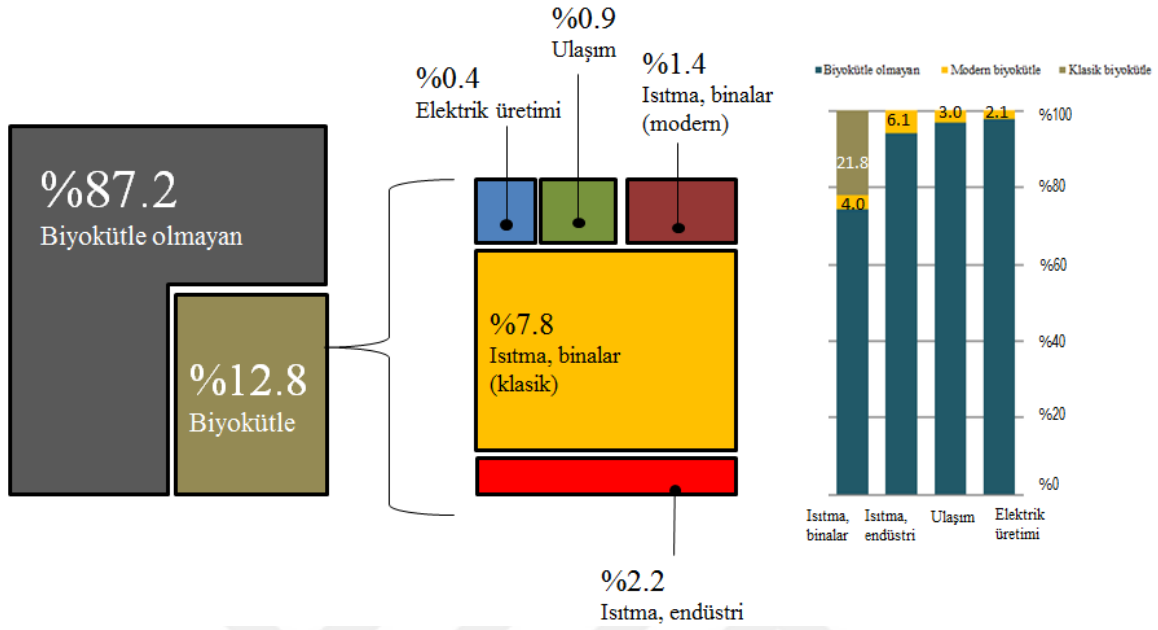 %87.2
Biyokütle olmayan
%12.8
Biyokütle
%0.4
Elektrik üretimi
%0.9
Ulaşım
%1.4
Isıtma, binalar
(modern)
%7.8
Isıtma, binalar
(klasik)
%2.2
Isıtma, endüstri
Biyokütle olmayan Modern biyokütle Klasik biyokütle
21.8
4.0
6.1
3.0
2.1
%100
%80
%60
%40
%20
%0
Isıtma,
binalar
Isıtma,
endüstri
Ulaşım
Elektrik
üretimi